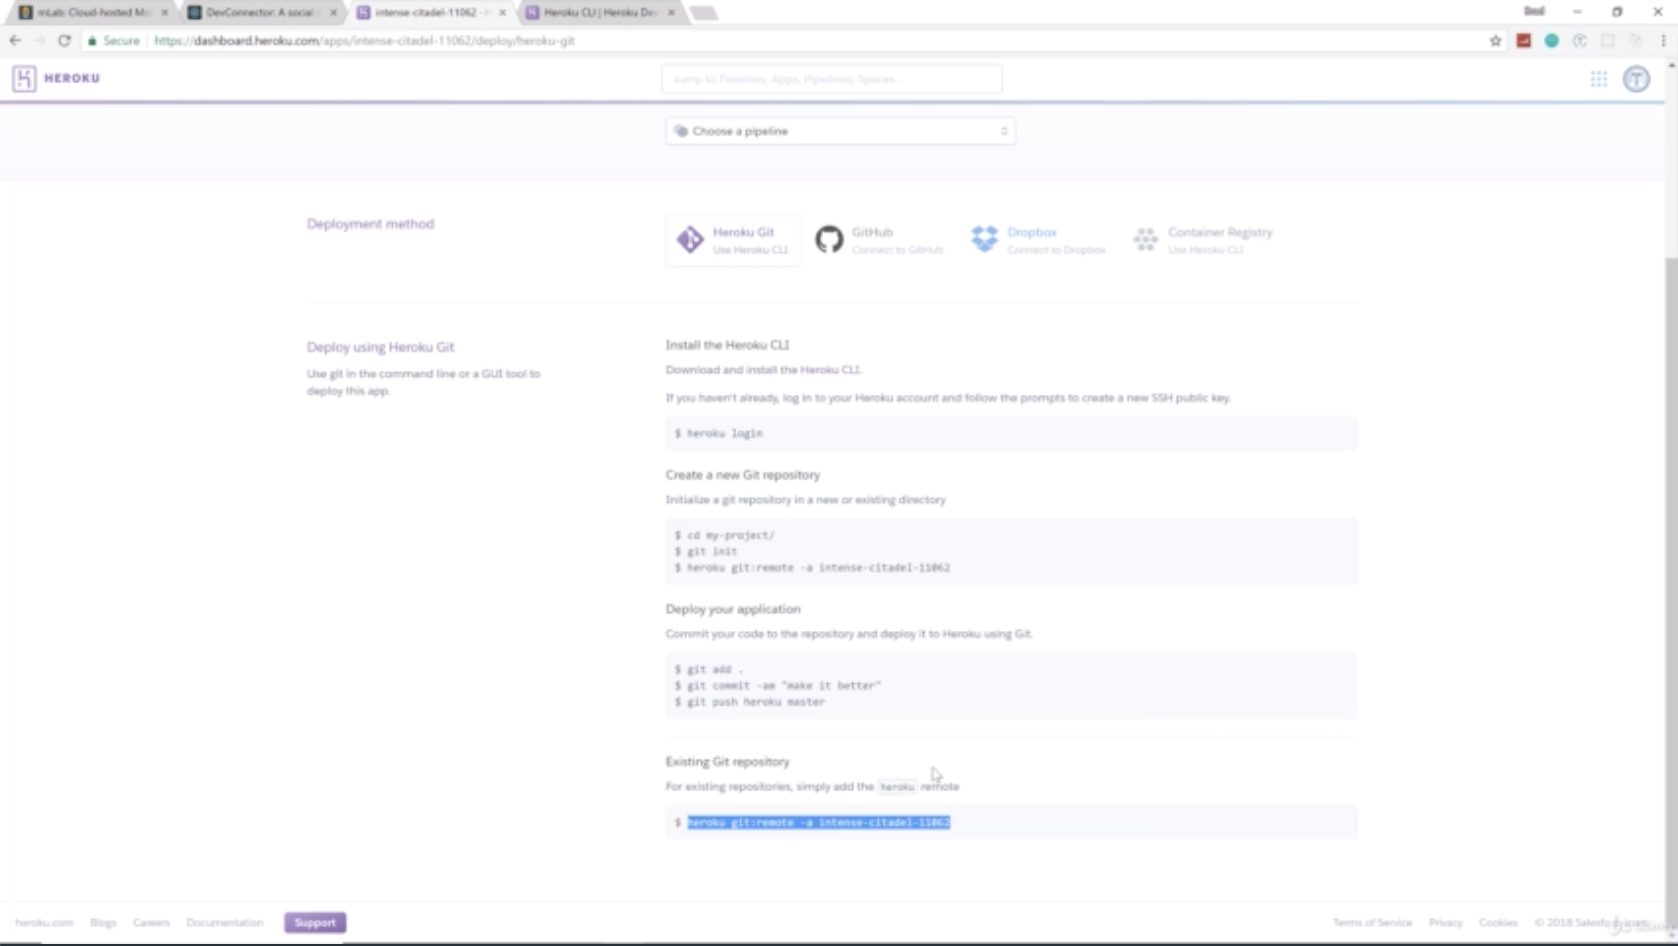 mLab: Cloud-hosted Mo
DevConnector: A social
intense-citadel-11062 -
Heroku CLI | Heroku De
Secure
https://dashboard.heroku.com/apps/intense-citadel-11062/deploy/heroku-git
HEROKU
Jump to Favorites, Apps, Pipelines, Spaces...
Choose a pipeline
Deployment method
Heroku Git
Use Heroku CLI
GitHub
Connect to GitHub
Dropbox
Connect to Dropbox
Container Registry
Use Heroku CLI
Deploy using Heroku Git
Use git in the command line or a GUI tool to
deploy this app.
Install the Heroku CLI
Download and install the Heroku CLI.
If you haven't already, log in to your Heroku account and follow the prompts to create a new SSH public key.
$ heroku login
Create a new Git repository
Initialize a git repository in a new or existing directory
$ cd my-project/
$ git init
$ heroku git:remote -a intense-citadel-11062
Deploy your application
Commit your code to the repository and deploy it to Heroku using Git.
$ git add .
$ git commit -am "make it better"
$ git push heroku master
Existing Git repository
For existing repositories, simply add the heroku remote
$ heroku git:remote -a intense-citadel-11062
heroku.com Blogs Careers Documentation Support
Terms of Service Privacy Cookies © 2018